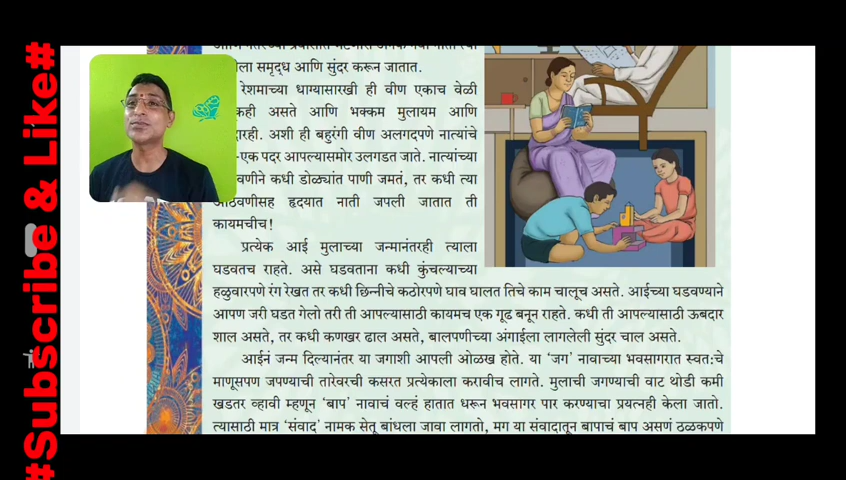 #Subscribe & Like#
समृद्ध आणि सुंदर करून जातात.
रेशमाच्या धाग्यासारखी ही वीण एकाच वेळी
असते आणि भक्कम मुलायम आणि
अशी ही बहुरंगी वीण अलगदपणे नात्यांचे
-एक पदर आपल्यासमोर उलगडत जाते. नात्यांच्या
कधी डोळ्यांत पाणी जमतं, तर कधी त्या
हृदयात नाती जपली जातात ती
कायमचीच!
प्रत्येक आई मुलाच्या जन्मानंतरही त्याला
घडवतच राहते. असे घडवताना कधी कुंचल्याच्या
हळुवारपणे रंग रेखत तर कधी छिन्नीचे कठोरपणे घाव घालत तिचे काम चालूच असते. आईच्या घडवण्याने
आपण जरी घडत गेलो तरी ती आपल्यासाठी कायमच एक गूढ बनून राहते. कधी ती आपल्यासाठी ऊबदार
शाल असते, तर कधी कणखर ढाल असते, बालपणीच्या अंगाईला लागलेली सुंदर चाल असते.
आईनं जन्म दिल्यानंतर या जगाशी आपली ओळख होते. या ‘जग’ नावाच्या भवसागरात स्वतःचे
माणूसपण जपण्याची तारेवरची कसरत प्रत्येकाला करावीच लागते. मुलाची जगण्याची वाट थोडी कमी
खडतर व्हावी म्हणून ‘बाप’ नावाचं वल्हं हातात धरून भवसागर पार करण्याचा प्रयत्नही केला जातो.
त्यासाठी मात्र ‘संवाद’ नामक सेतू बांधला जावा लागतो, मग या संवादातून बापाचं बाप असणं ठळकपणे